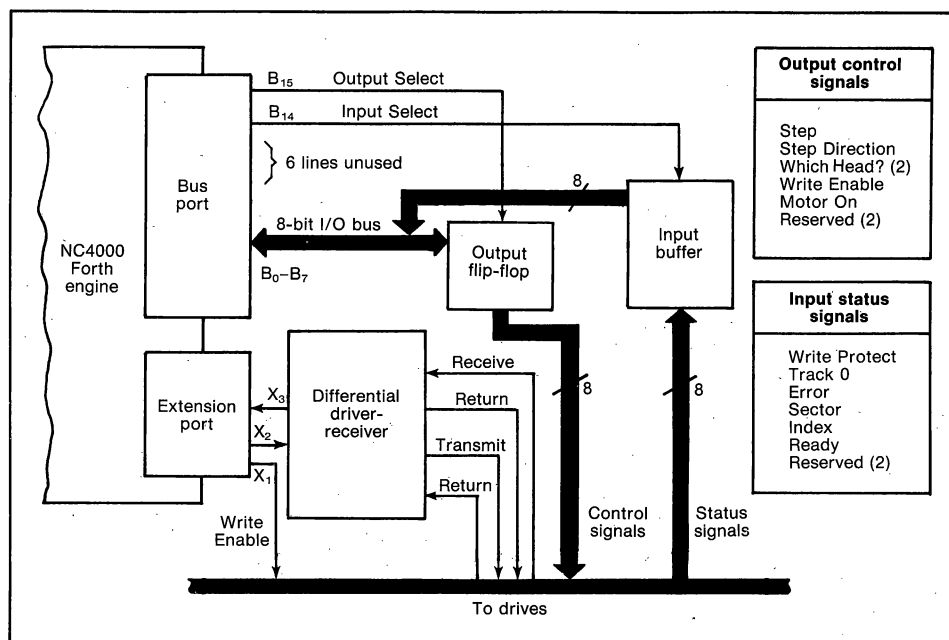 B₁₅ Output Select
B₁₄ Input Select
6 lines unused
Bus
port
8-bit I/O bus
B₀–B₇
8
NC4000
Forth
engine
Output
flip-flop
Input
buffer
Extension
port
X₃
X₂
X₁
Differential
driver-
receiver
Receive
Return
Transmit
Return
8
8
Write
Enable
Control
signals
Status
signals
To drives
Output control
signals
Step
Step Direction
Which Head? (2)
Write Enable
Motor On
Reserved (2)
Input status
signals
Write Protect
Track 0
Error
Sector
Index
Ready
Reserved (2)